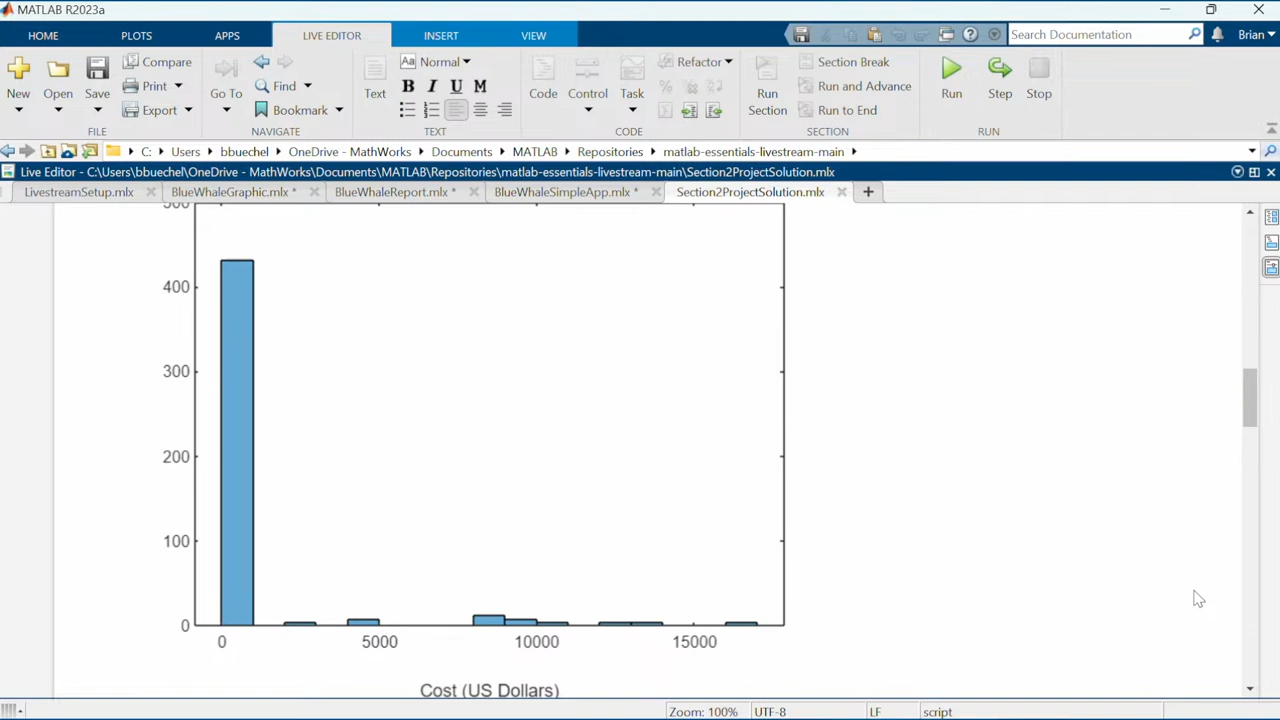 MATLAB R2023a
HOME PLOTS APPS LIVE EDITOR INSERT VIEW Search Documentation Brian
New Open Save Compare Print Export
FILE
Go To Find Bookmark
NAVIGATE
Text Aa Normal B I U M
TEXT
Code Control Task Refactor
CODE
Run Section Section Break Run and Advance Run to End
SECTION
Run Step Stop
RUN
C: Users bbuechel OneDrive - MathWorks Documents MATLAB Repositories matlab-essentials-livestream-main
Live Editor - C:\Users\bbuechel\OneDrive - MathWorks\Documents\MATLAB\Repositories\matlab-essentials-livestream-main\Section2ProjectSolution.mlx
LivestreamSetup.mlx BlueWhaleGraphic.mlx * BlueWhaleReport.mlx * BlueWhaleSimpleApp.mlx * Section2ProjectSolution.mlx
500
400
300
200
100
0
0 5000 10000 15000
Cost (US Dollars)
Zoom: 100% UTF-8 LF script